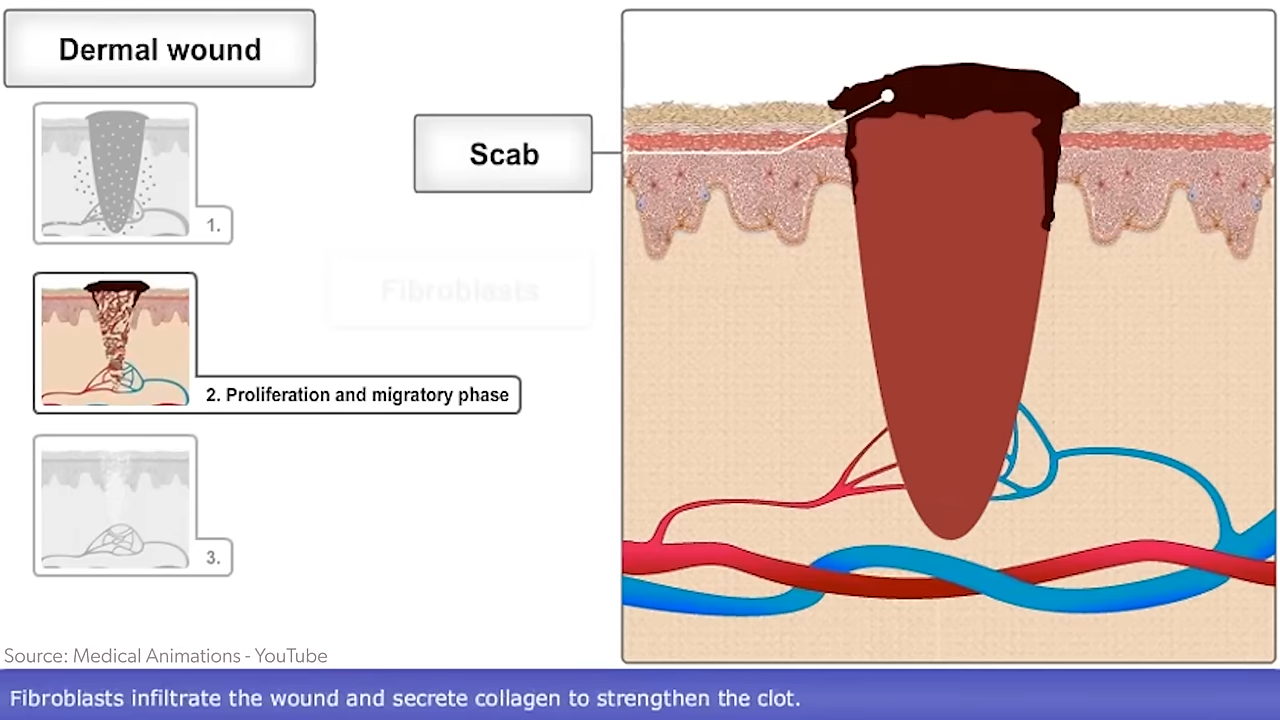 Dermal wound
1.
Scab
Fibroblasts
2. Proliferation and migratory phase
3.
Source: Medical Animations - YouTube
Fibroblasts infiltrate the wound and secrete collagen to strengthen the clot.